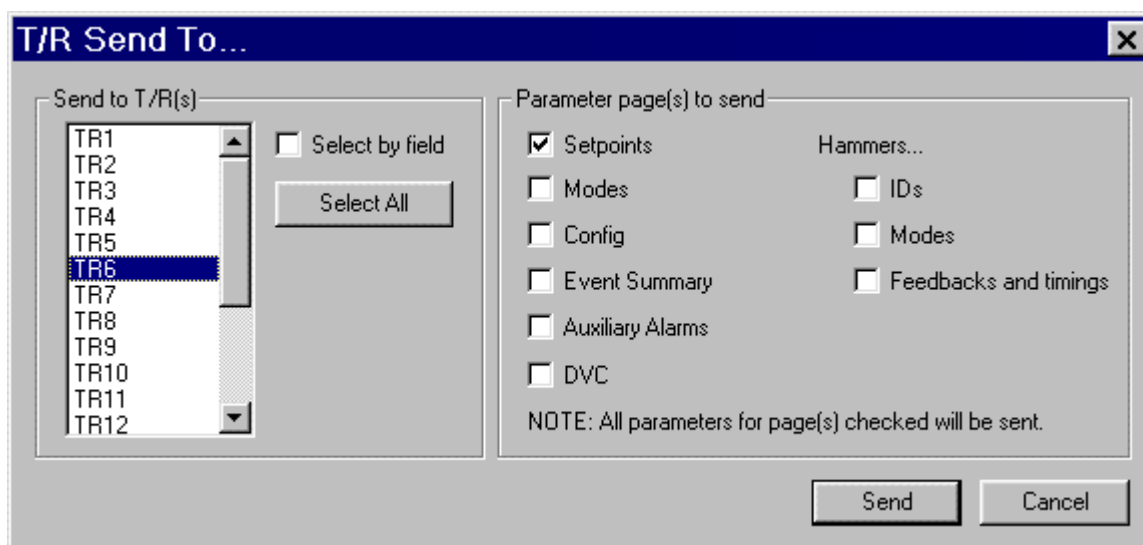 T/R Send To...
Send to T/R(s)
TR1
TR2
TR3
TR4
TR5
TR6
TR7
TR8
TR9
TR10
TR11
TR12
Select by field
Select All
Parameter page(s) to send
Setpoints
Modes
Config
Event Summary
Auxiliary Alarms
DVC
Hammers...
IDs
Modes
Feedbacks and timings
NOTE: All parameters for page(s) checked will be sent.
Send
Cancel